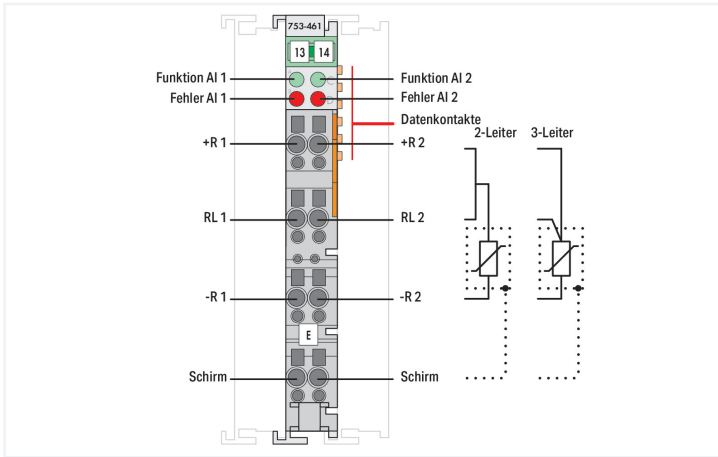 753-461
13 14
Funktion AI 1
Funktion AI 2
C
Fehler AI 1
Fehler AI 2
D
Datenkontakte
2-Leiter
3-Leiter
+R 1
+R 2
RL 1
RL 2
-R 1
-R 2
E
Schirm
Schirm